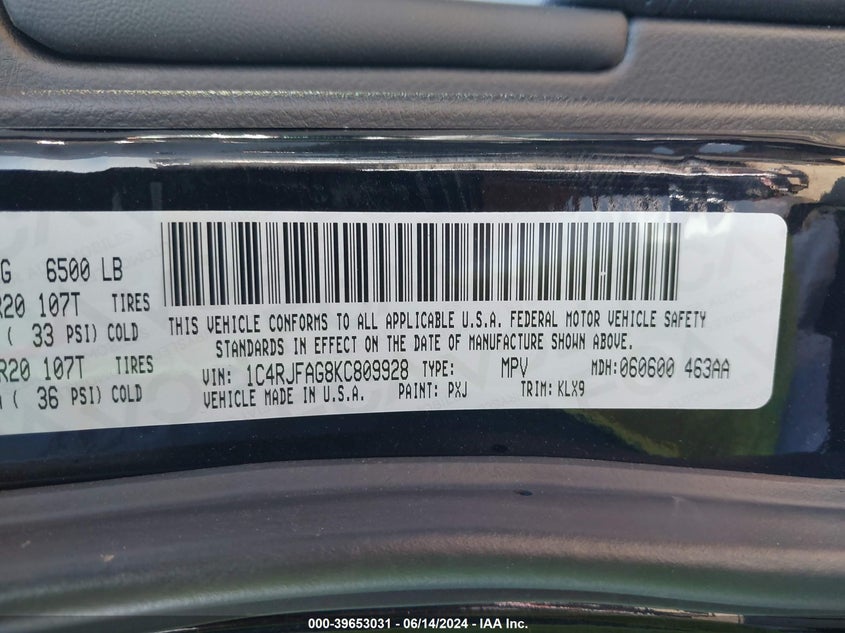 G 6500 LB
R20 107T TIRES
( 33 PSI) COLD
R20 107T TIRES
( 36 PSI) COLD
THIS VEHICLE CONFORMS TO ALL APPLICABLE U.S.A. FEDERAL MOTOR VEHICLE SAFETY
STANDARDS IN EFFECT ON THE DATE OF MANUFACTURE SHOWN ABOVE.
VIN: 1C4RJFAG8KC809928 TYPE: MPV MDH:060600 463AA
VEHICLE MADE IN U.S.A. PAINT: PXJ TRIM: KLX9
000-39653031 - 06/14/2024 - IAA Inc.